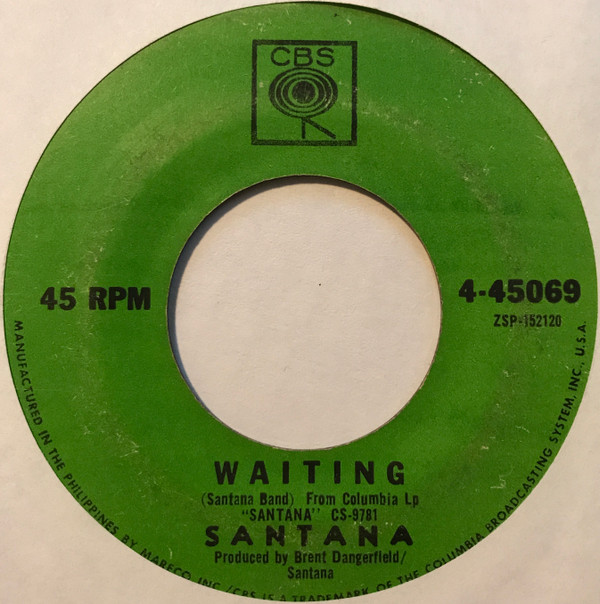 CBS
45 RPM
4-45069
ZSP-152120
WAITING
(Santana Band) From Columbia Lp
"SANTANA" CS-9781
SANTANA
Produced by Brent Dangerfield/
Santana
MANUFACTURED IN THE PHILIPPINES BY MARECO, INC./CBS IS A TRADEMARK OF THE COLUMBIA BROADCASTING SYSTEM, INC., U.S.A.